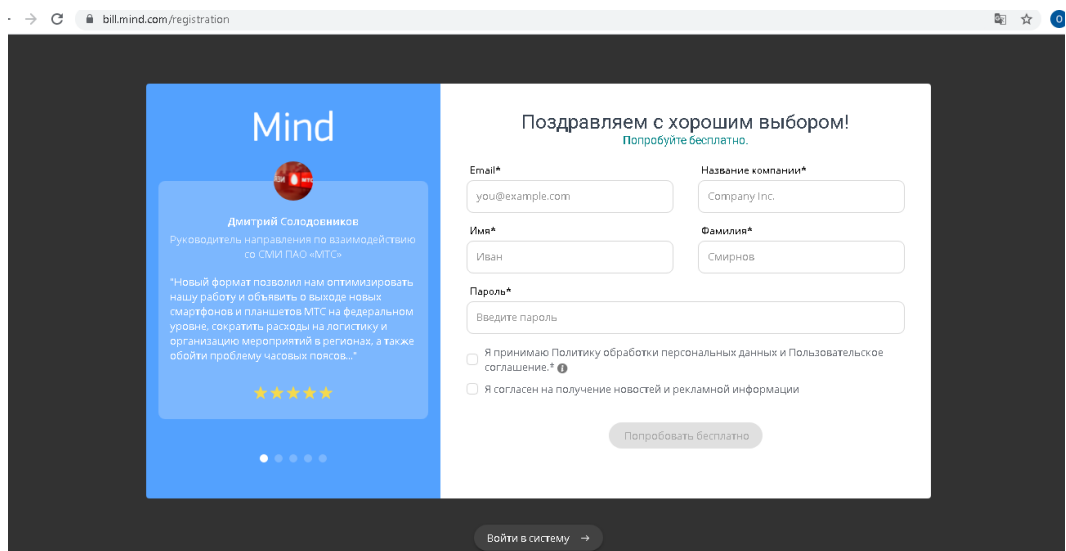 bill.mind.com/registration
Mind
Дмитрий Солодовников
Руководитель направления по взаимодействию
со СМИ ПАО «МТС»
"Новый формат позволил нам оптимизировать
нашу работу и объявить о выходе новых
смартфонов и планшетов МТС на федеральном
уровне, сократить расходы на логистику и
организацию мероприятий в регионах, а также
обойти проблему часовых поясов..."
Поздравляем с хорошим выбором!
Попробуйте бесплатно.
Email* Название компании*
you@example.com Company Inc.
Имя* Фамилия*
Иван Смирнов
Пароль*
Введите пароль
Я принимаю Политику обработки персональных данных и Пользовательское
соглашение.*
Я согласен на получение новостей и рекламной информации
Попробовать бесплатно
Войти в систему →